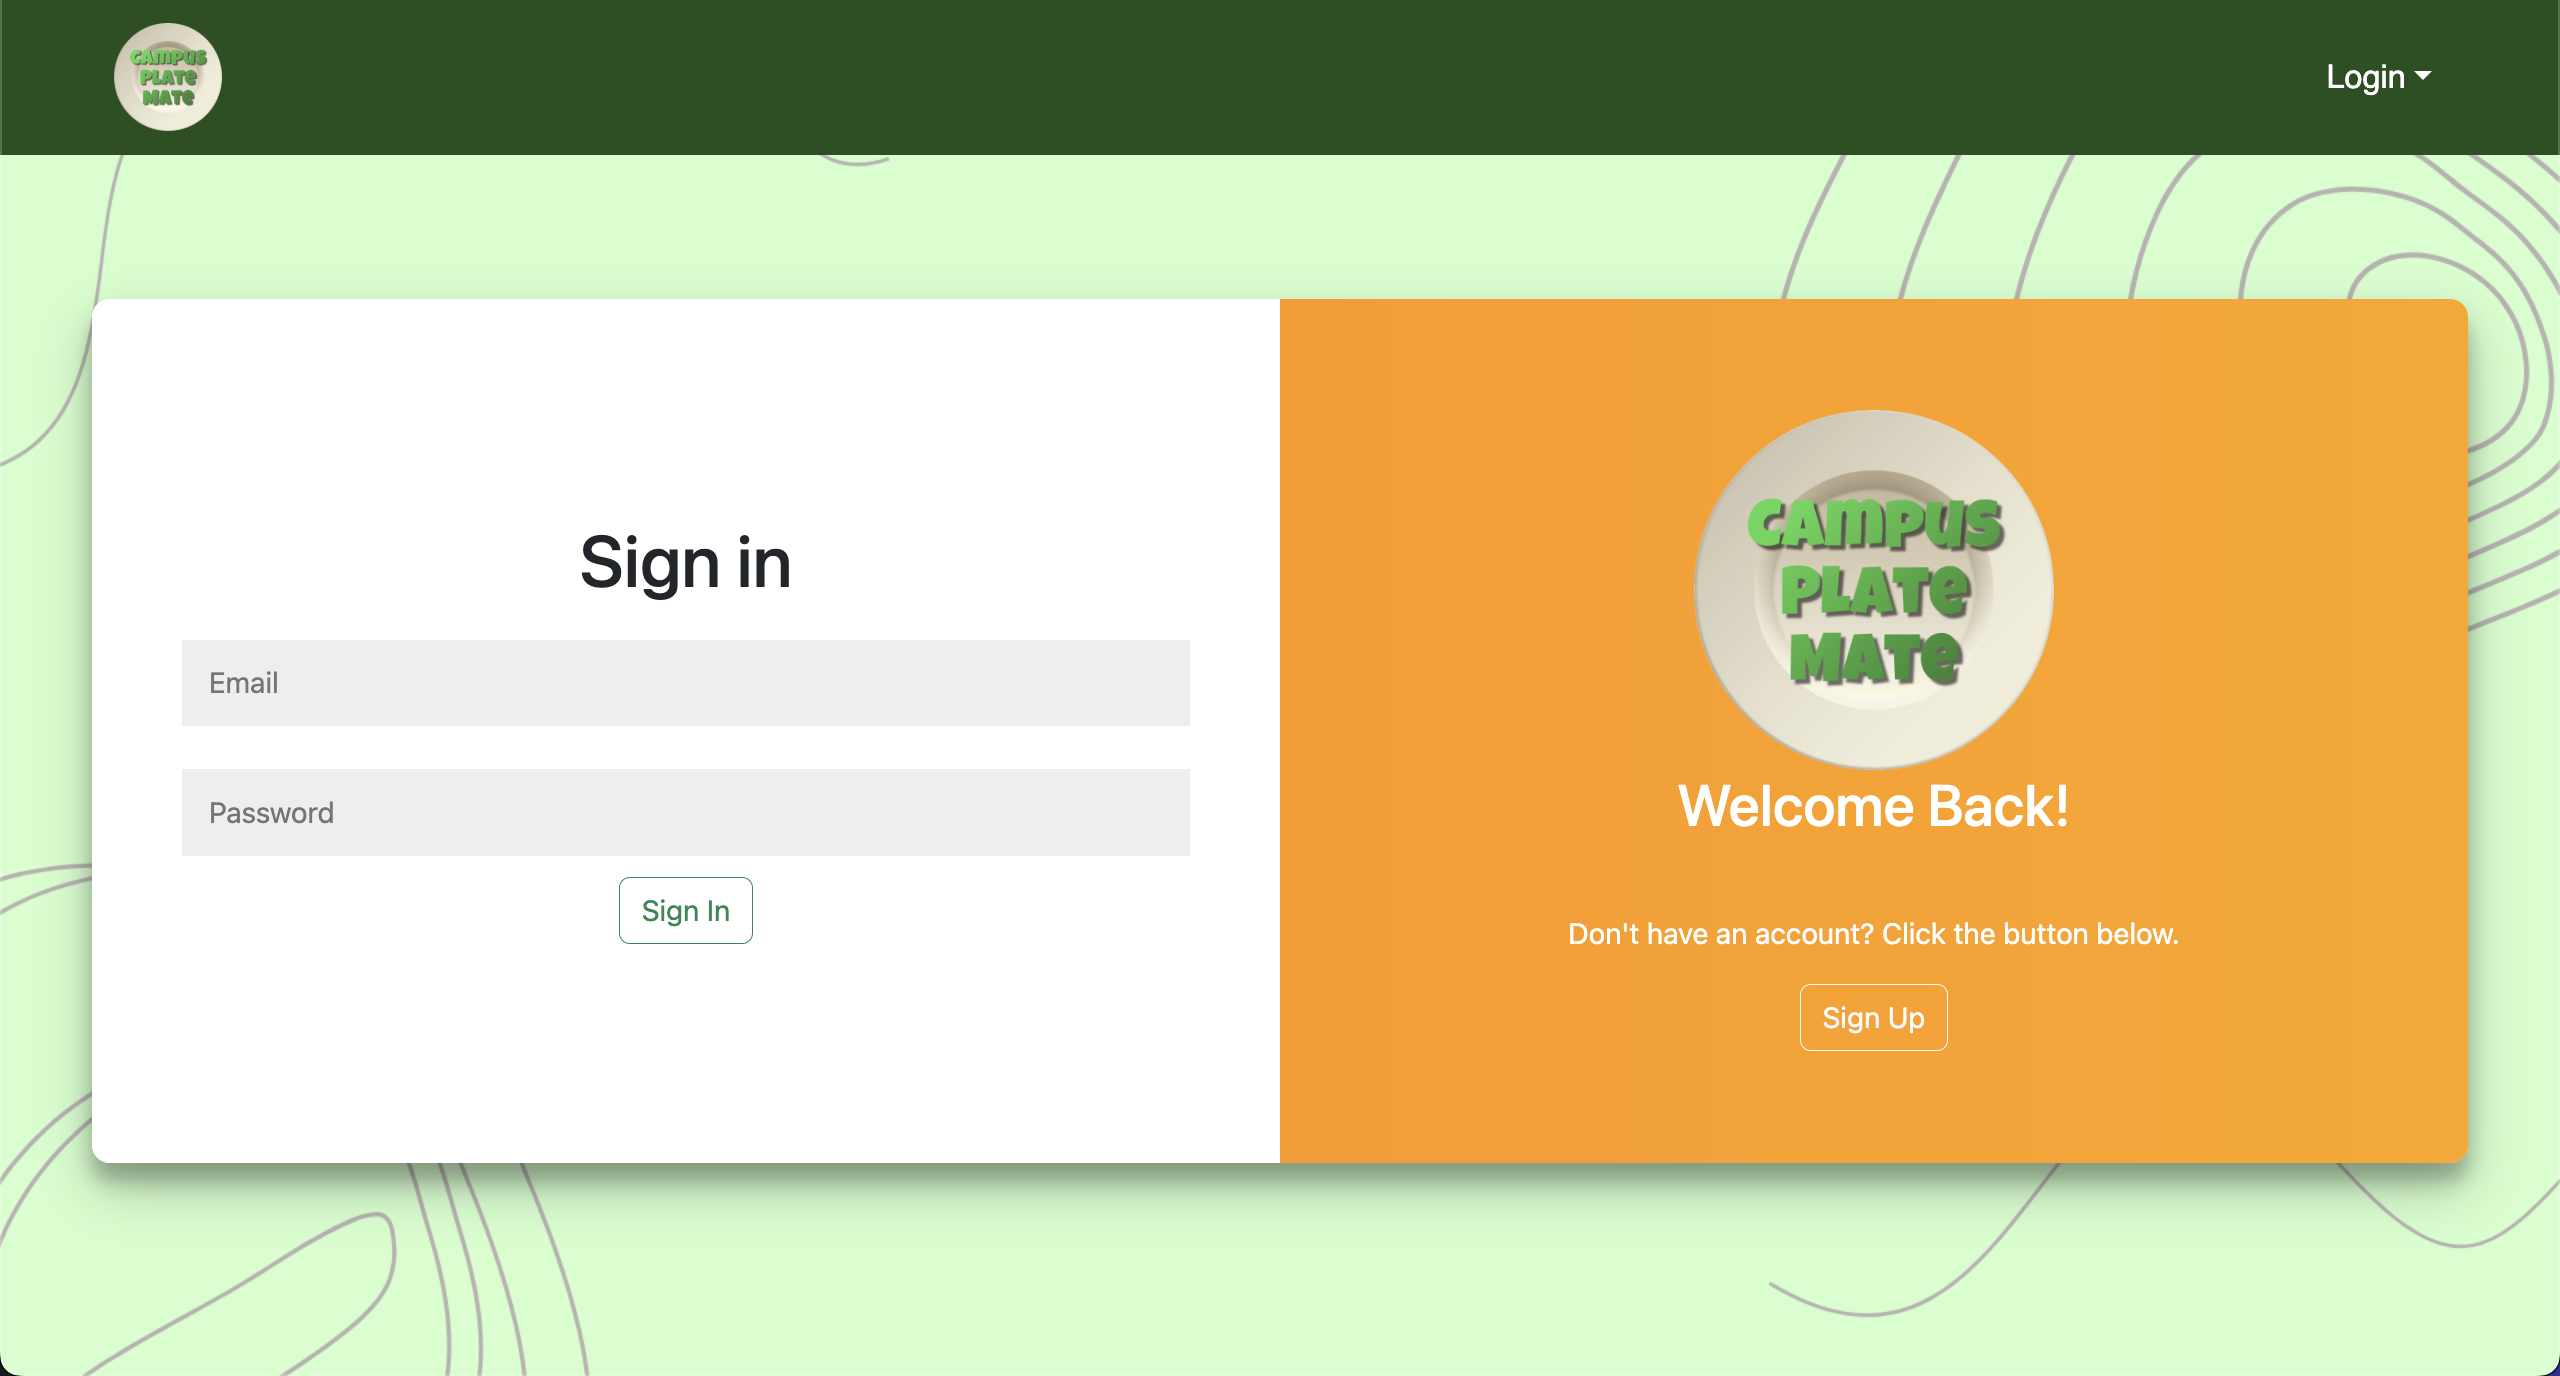 CAMPUS
PLATE
MATE
Login
Sign in
Email
Password
Sign In
CAMPUS
PLATE
MATE
Welcome Back!
Don't have an account? Click the button below.
Sign Up